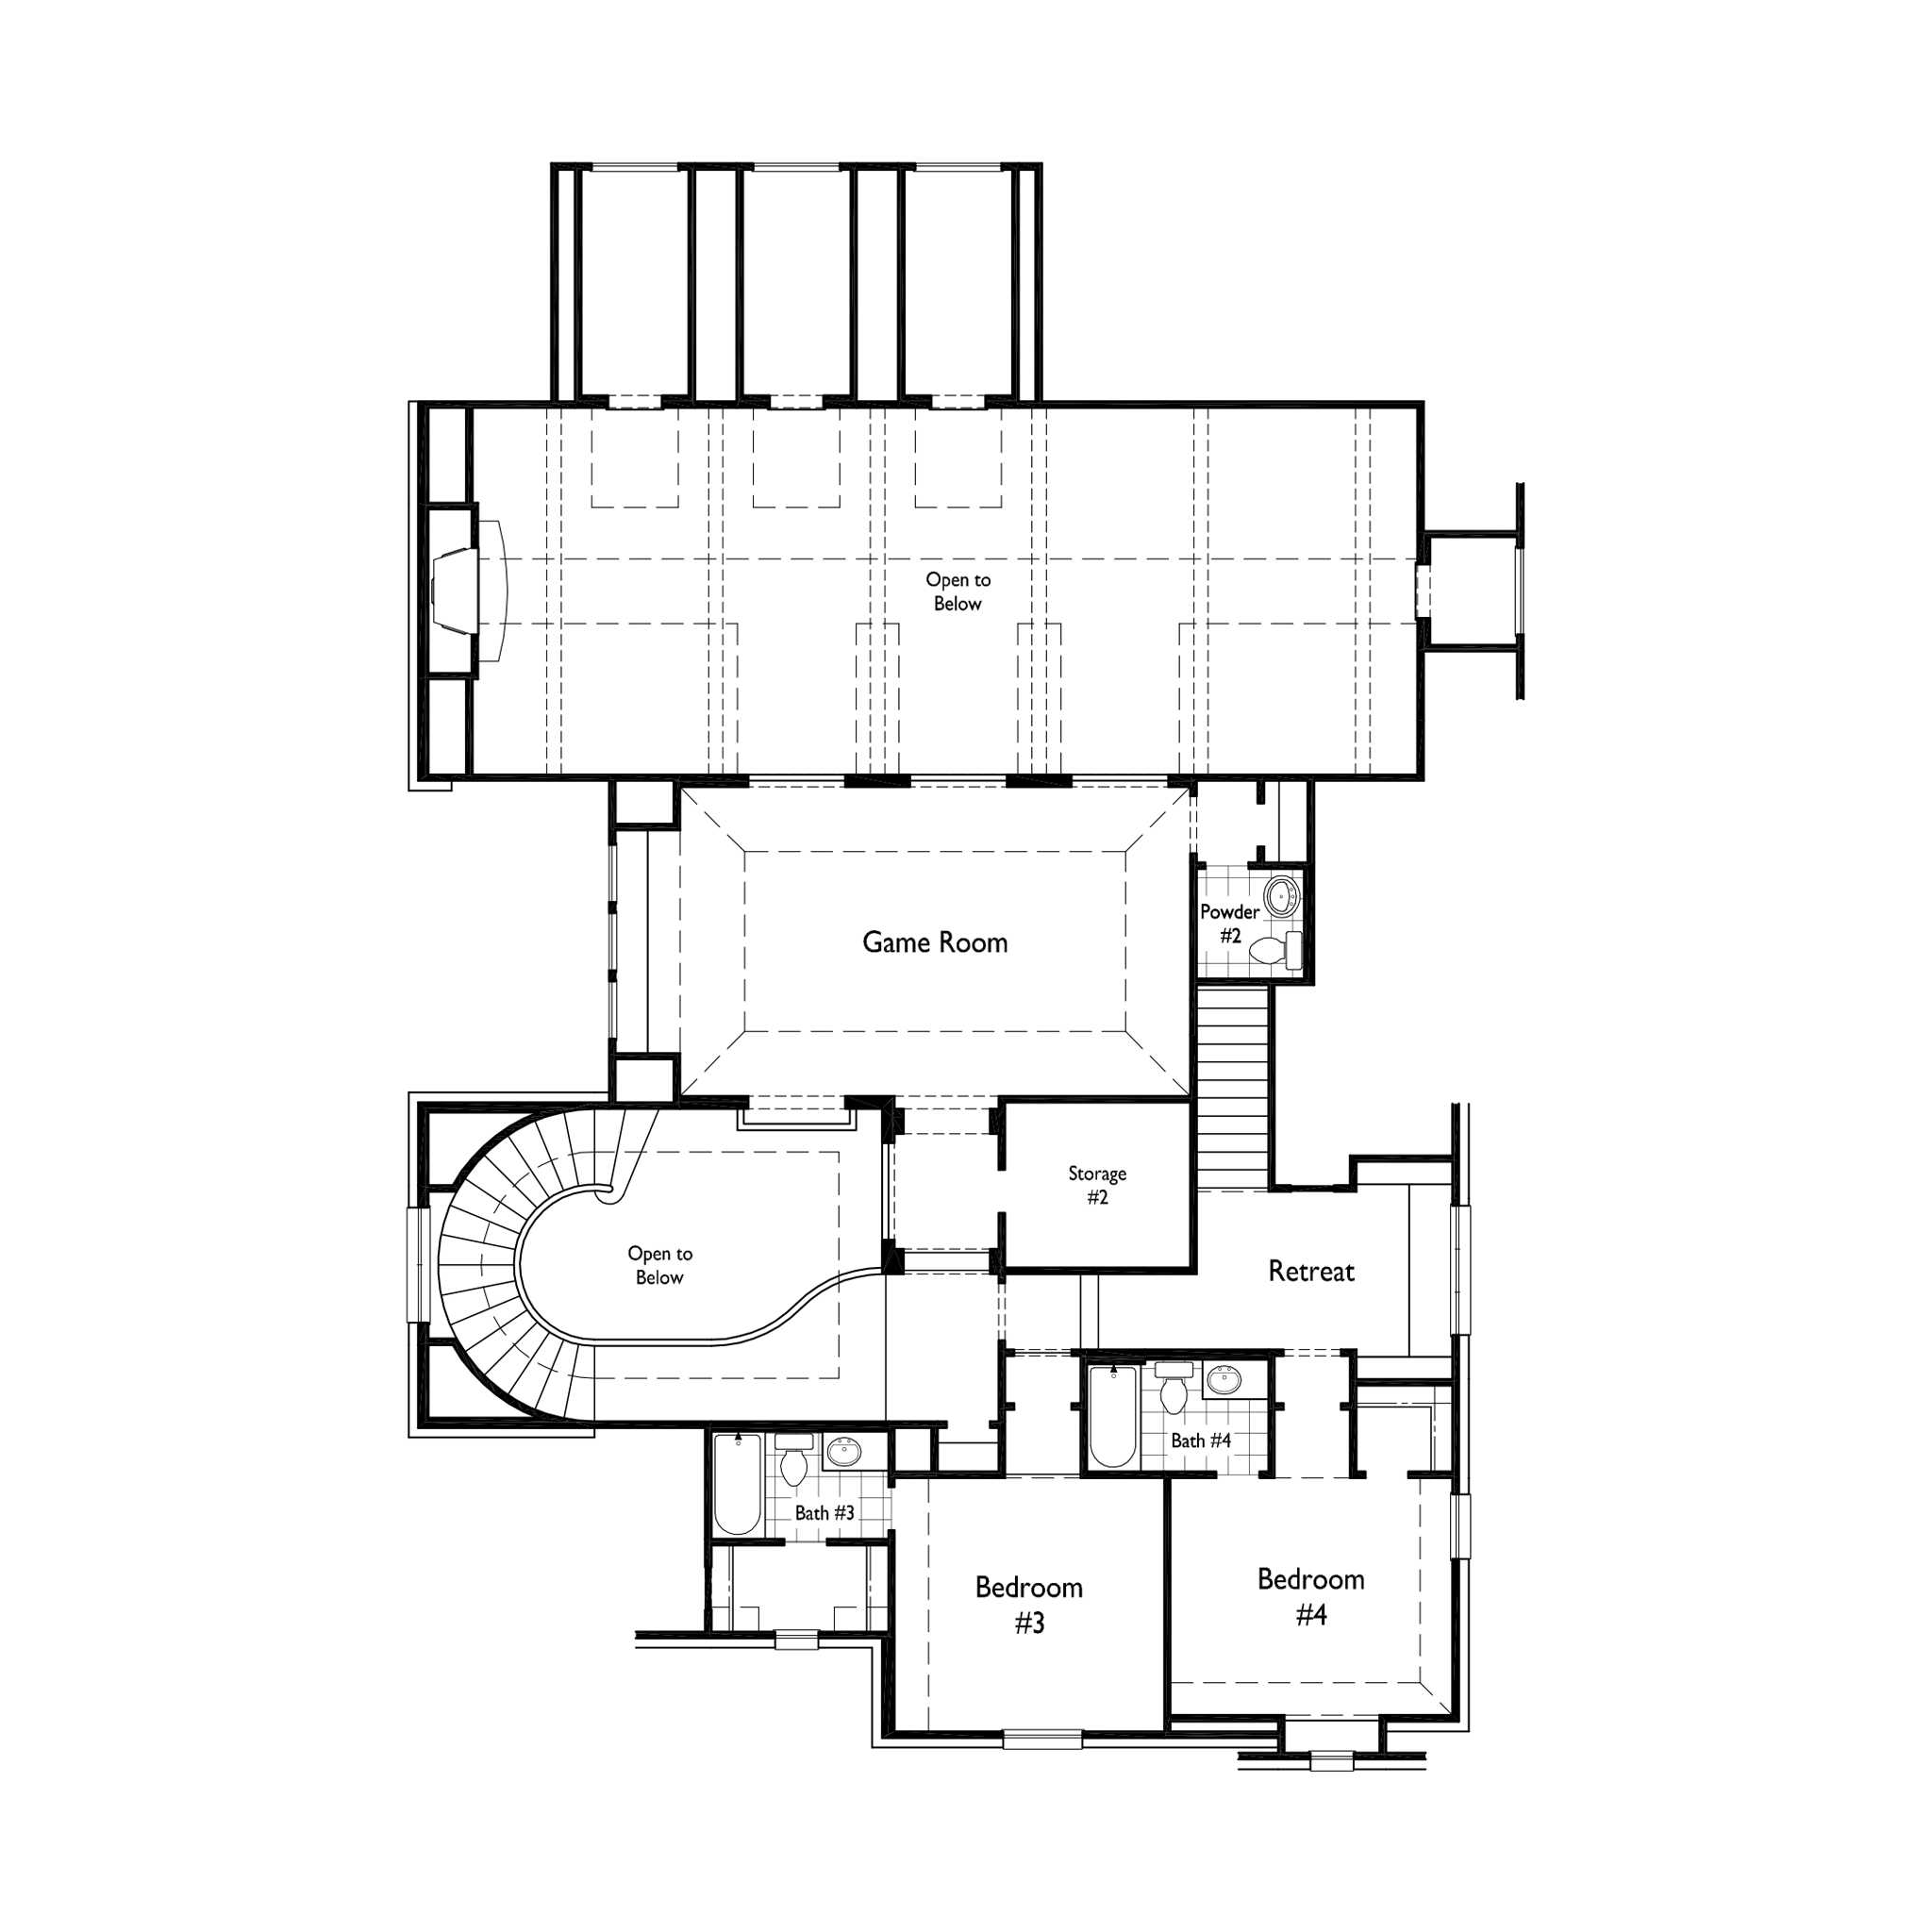 Open to
Below
Powder
#2
Game Room
Storage
#2
Open to
Below
Retreat
Bath #4
Bath #3
Bedroom
#3
Bedroom
#4